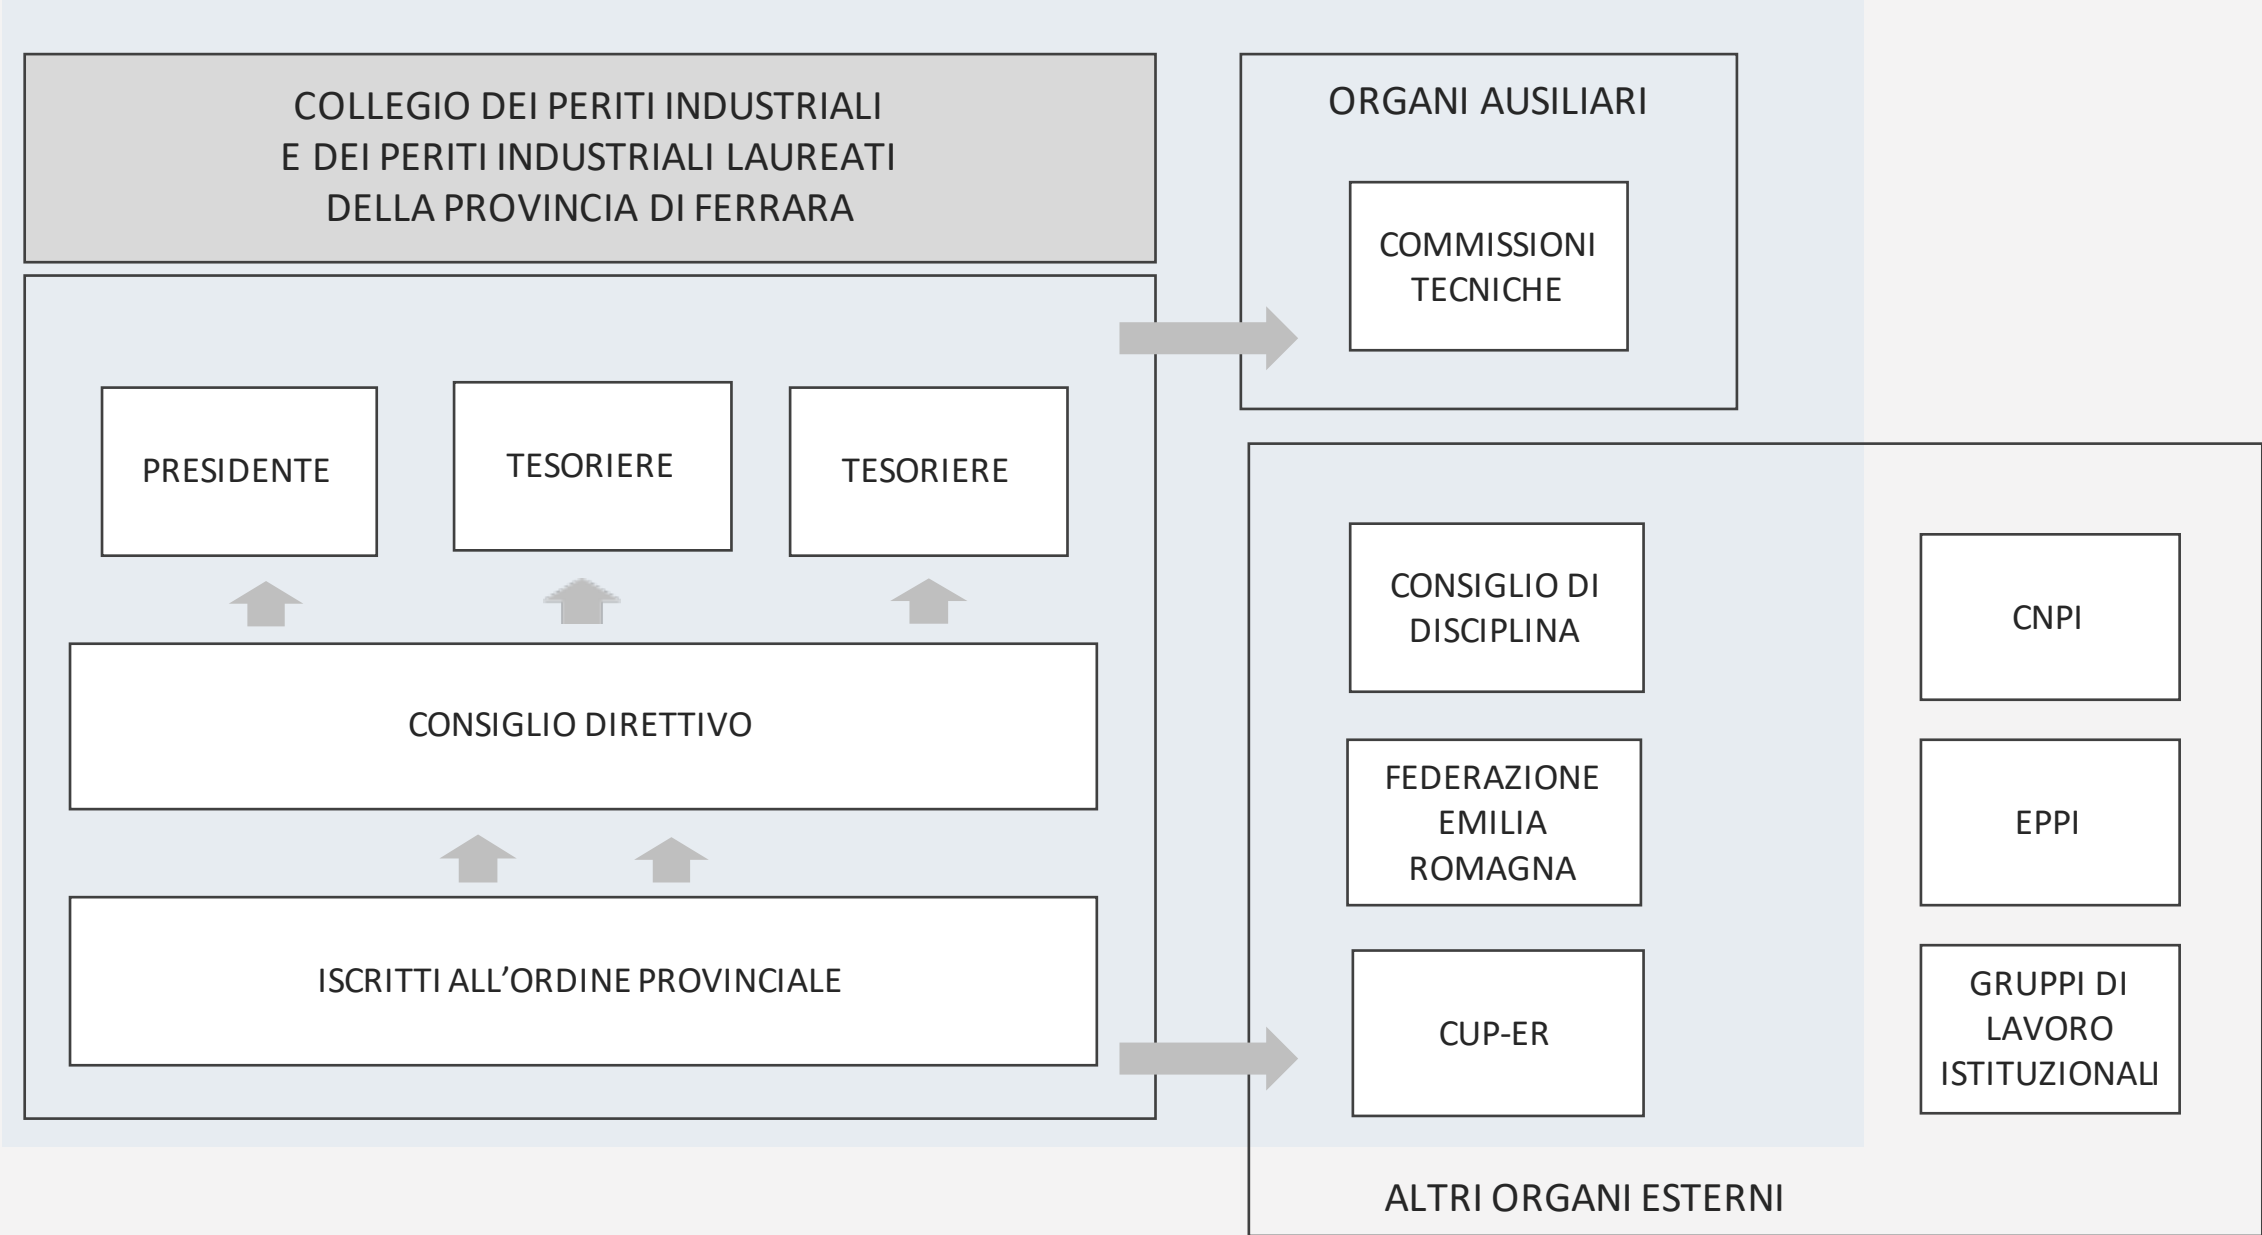 COLLEGIO DEI PERITI INDUSTRIALI
E DEI PERITI INDUSTRIALI LAUREATI
DELLA PROVINCIA DI FERRARA
ORGANI AUSILIARI
COMMISSIONI
TECNICHE
PRESIDENTE
TESORIERE
TESORIERE
CONSIGLIO DIRETTIVO
ISCRITTI ALL’ORDINE PROVINCIALE
CONSIGLIO DI
DISCIPLINA
CNPI
FEDERAZIONE
EMILIA
ROMAGNA
EPPI
CUP-ER
GRUPPI DI
LAVORO
ISTITUZIONALI
ALTRI ORGANI ESTERNI